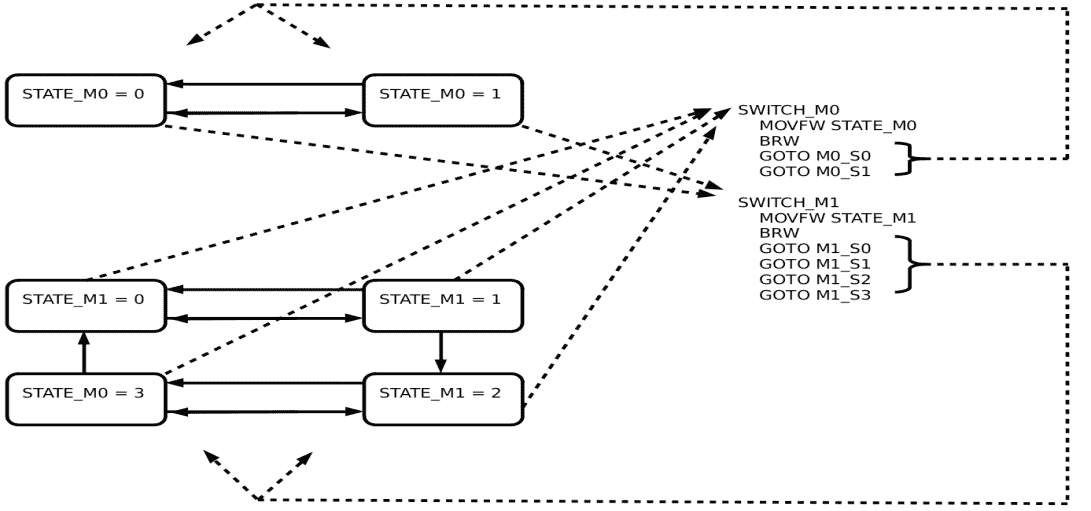 STATE_M0 = 0
STATE_M0 = 1
SWITCH_M0
MOVFW STATE_M0
BRW
GOTO M0_S0
GOTO M0_S1
SWITCH_M1
MOVFW STATE_M1
BRW
GOTO M1_S0
GOTO M1_S1
GOTO M1_S2
GOTO M1_S3
STATE_M1 = 0
STATE_M1 = 1
STATE_M0 = 3
STATE_M1 = 2